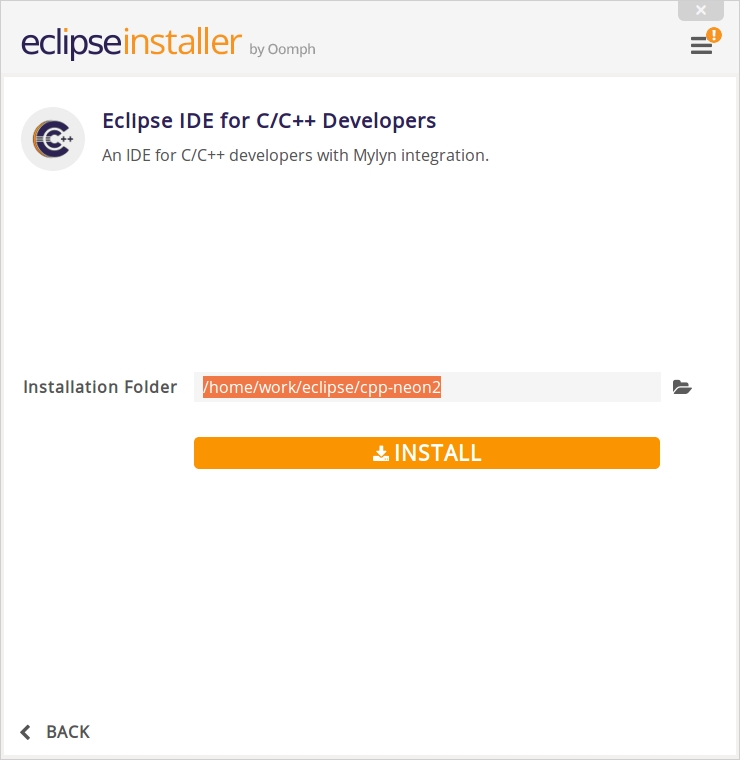 eclipseinstaller by Oomph
!
C++
Eclipse IDE for C/C++ Developers
An IDE for C/C++ developers with Mylyn integration.
Installation Folder /home/work/eclipse/cpp-neon2
INSTALL
BACK